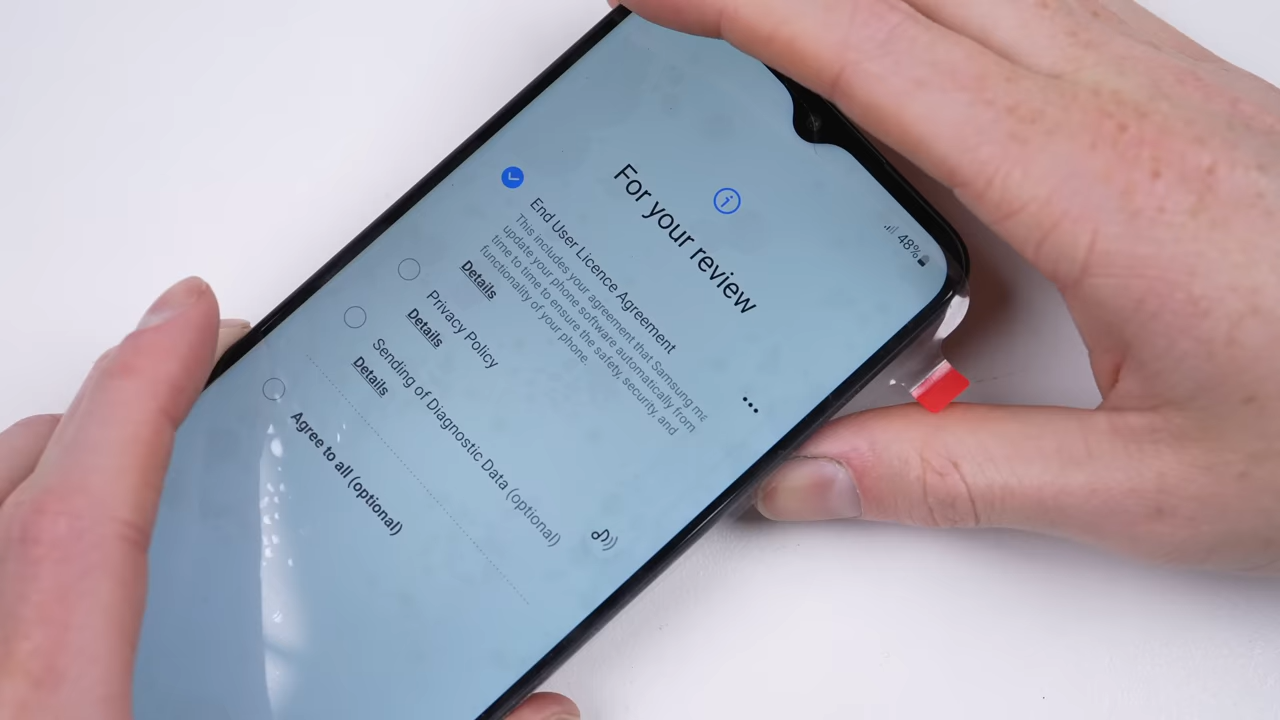 48%
For your review
End User Licence Agreement
This includes your agreement that Samsung
update your phone software automatically from
time to time to ensure the safety, security, and
functionality of your phone.
Details
Privacy Policy
Details
Sending of Diagnostic Data (optional)
Details
Agree to all (optional)